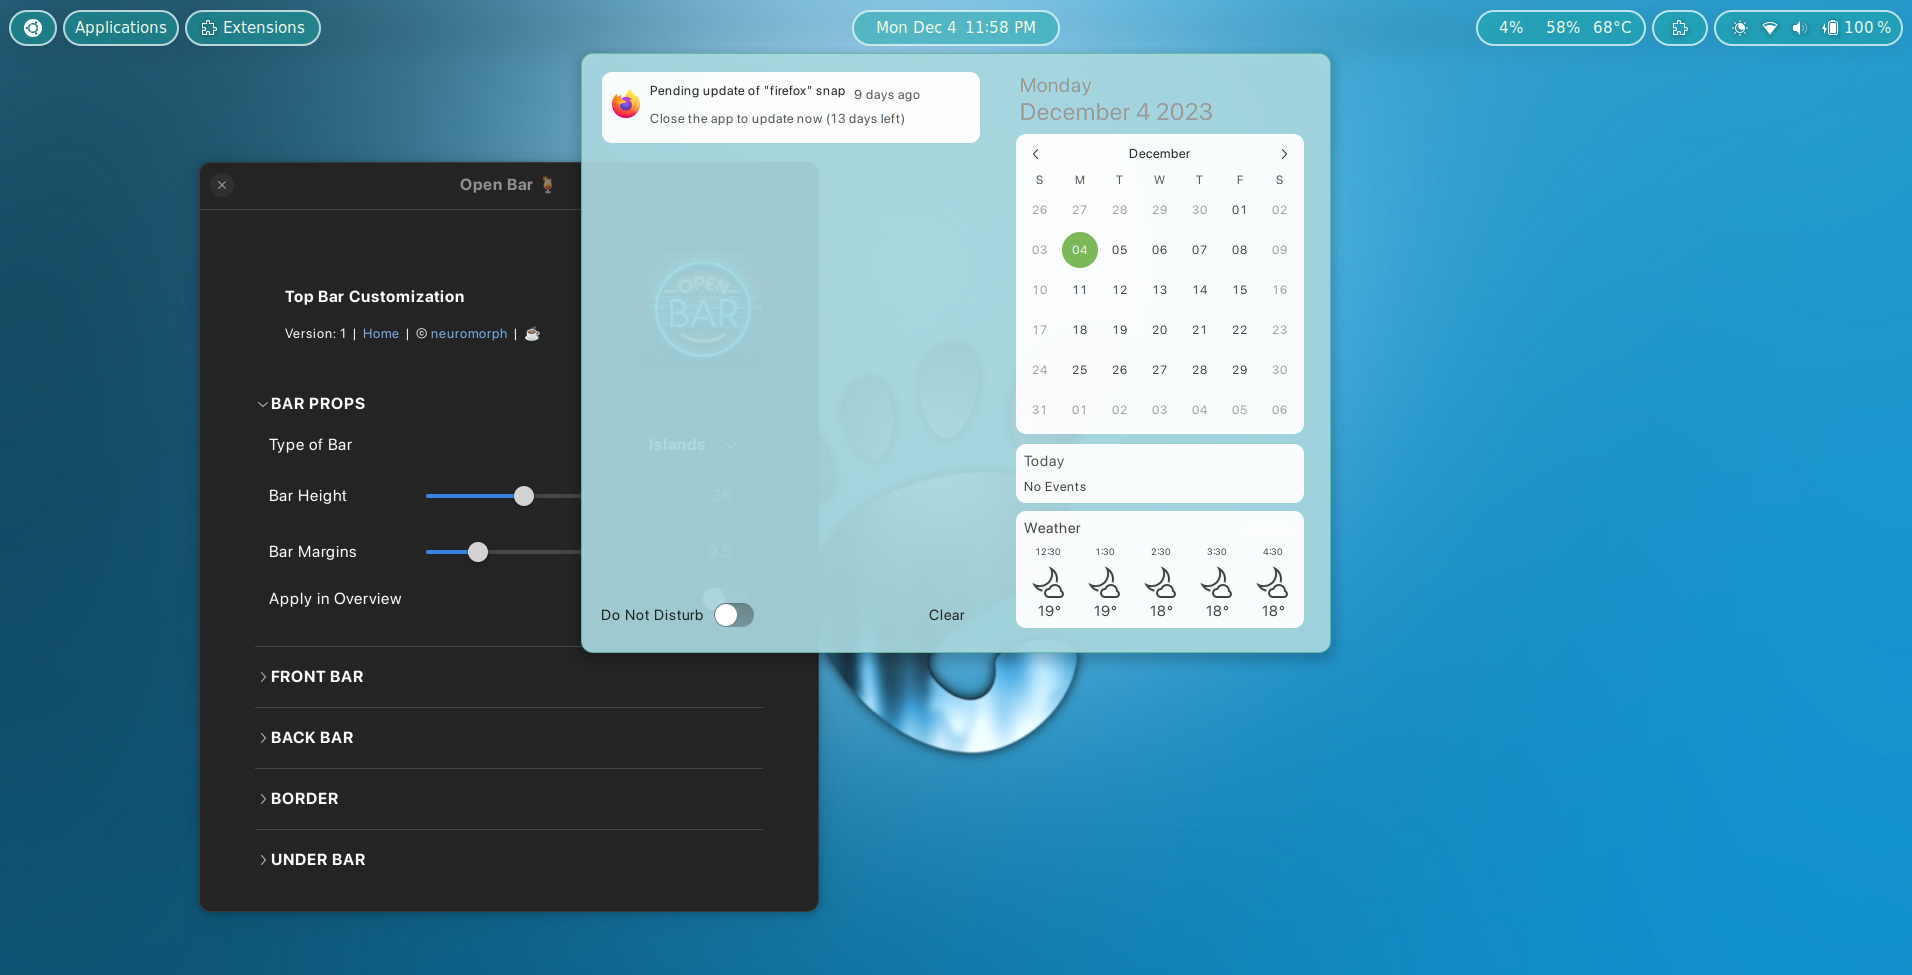 Applications Extensions Mon Dec 4 11:58 PM 4% 58% 68°C 100 %
Pending update of "firefox" snap 9 days ago
Close the app to update now (13 days left)
Do Not Disturb
Clear
Monday
December 4 2023
December
S M T W T F S
26 27 28 29 30 01 02
03 04 05 06 07 08 09
10 11 12 13 14 15 16
17 18 19 20 21 22 23
24 25 26 27 28 29 30
31 01 02 03 04 05 06
Today
No Events
Weather
12:30 1:30 2:30 3:30 4:30
19° 19° 18° 18° 18°
Open Bar
OPEN
BAR
Top Bar Customization
Version: 1 | Home | © neuromorph | ☕
BAR PROPS
Type of Bar Islands
Bar Height 36
Bar Margins 9.5
Apply in Overview
FRONT BAR
BACK BAR
BORDER
UNDER BAR